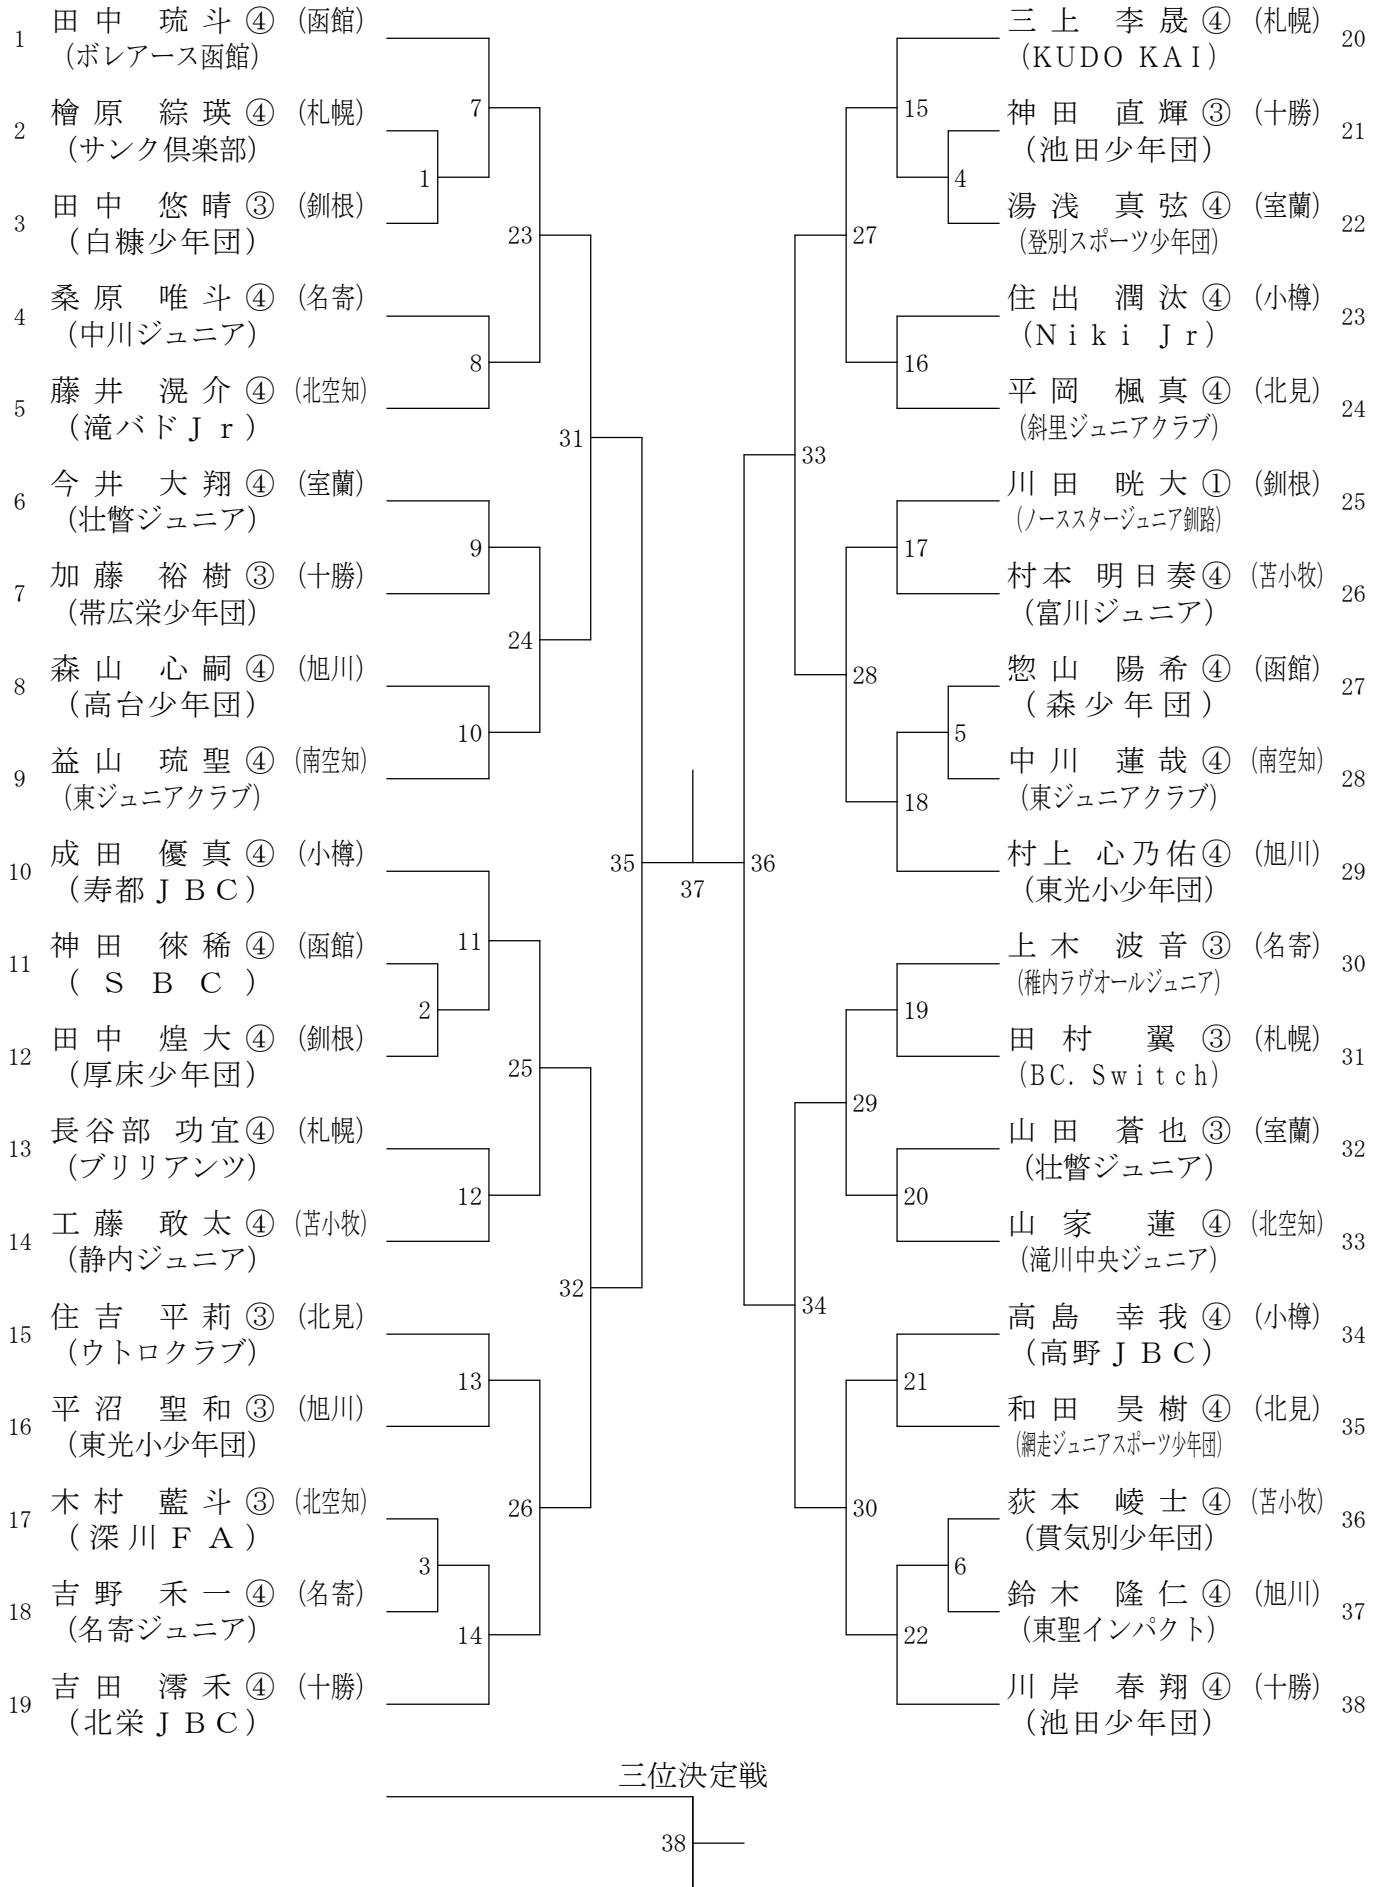 1 田中 琉斗④ (函館)
(ボレアース函館)
2 檜原 綜瑛④ (札幌)
(サンク倶楽部)
3 田中 悠晴③ (釧根)
(白糠少年団)
4 桑原 唯斗④ (名寄)
(中川ジュニア)
5 藤井 滉介④ (北空知)
(滝バドJr)
6 今井 大翔④ (室蘭)
(壮瞥ジュニア)
7 加藤 裕樹③ (十勝)
(帯広栄少年団)
8 森山 心嗣④ (旭川)
(高台少年団)
9 益山 琉聖④ (南空知)
(東ジュニアクラブ)
10 成田 優真④ (小樽)
(寿都JBC)
11 神田 徠稀④ (函館)
(SBC)
12 田中 煌大④ (釧根)
(厚床少年団)
13 長谷部 功宜④ (札幌)
(ブリリアンツ)
14 工藤 敢太④ (苫小牧)
(静内ジュニア)
15 住吉 平莉③ (北見)
(ウトロクラブ)
16 平沼 聖和③ (旭川)
(東光小少年団)
17 木村 藍斗③ (北空知)
(深川FA)
18 吉野 禾一④ (名寄)
(名寄ジュニア)
19 吉田 澪禾④ (十勝)
(北栄JBC)
7
1
23
8
31
9
24
10
35
11
2
25
12
32
13
26
3
14
37
36
15
4
27
16
33
17
28
5
18
19
29
20
34
21
30
6
22
三上 李晟④ (札幌) 20
(KUDO KAI)
神田 直輝③ (十勝) 21
(池田少年団)
湯浅 真弦④ (室蘭) 22
(登別スポーツ少年団)
住出 潤汰④ (小樽) 23
(Niki Jr)
平岡 楓真④ (北見) 24
(斜里ジュニアクラブ)
川田 晄大① (釧根) 25
(ノーススタージュニア釧路)
村本 明日奏④ (苫小牧) 26
(富川ジュニア)
惣山 陽希④ (函館) 27
(森少年団)
中川 蓮哉④ (南空知) 28
(東ジュニアクラブ)
村上 心乃佑④ (旭川) 29
(東光小少年団)
上木 波音③ (名寄) 30
(稚内ラヴオールジュニア)
田村 翼③ (札幌) 31
(BC. Switch)
山田 蒼也③ (室蘭) 32
(壮瞥ジュニア)
山家 蓮④ (北空知) 33
(滝川中央ジュニア)
高島 幸我④ (小樽) 34
(高野JBC)
和田 昊樹④ (北見) 35
(網走ジュニアスポーツ少年団)
荻本 崚士④ (苫小牧) 36
(貫気別少年団)
鈴木 隆仁④ (旭川) 37
(東聖インパクト)
川岸 春翔④ (十勝) 38
(池田少年団)
三位決定戦
38